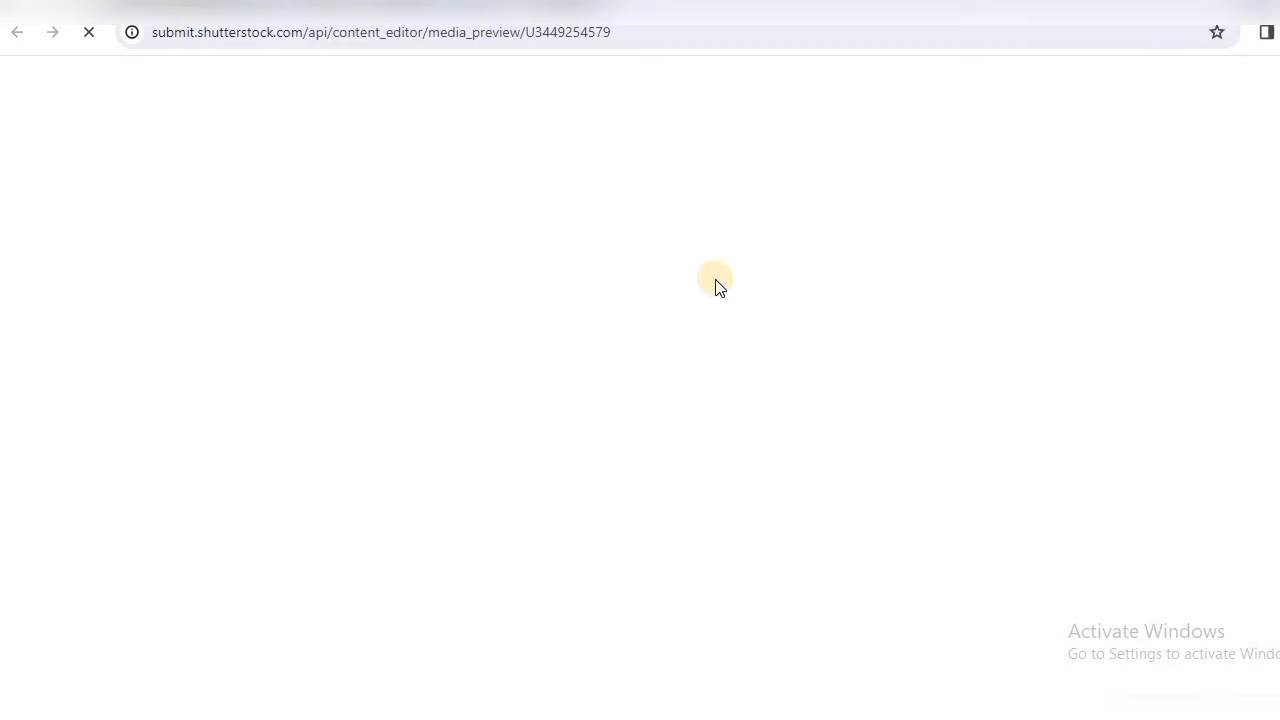 submit.shutterstock.com/api/content_editor/media_preview/U3449254579
Activate Windows
Go to Settings to activate Windo